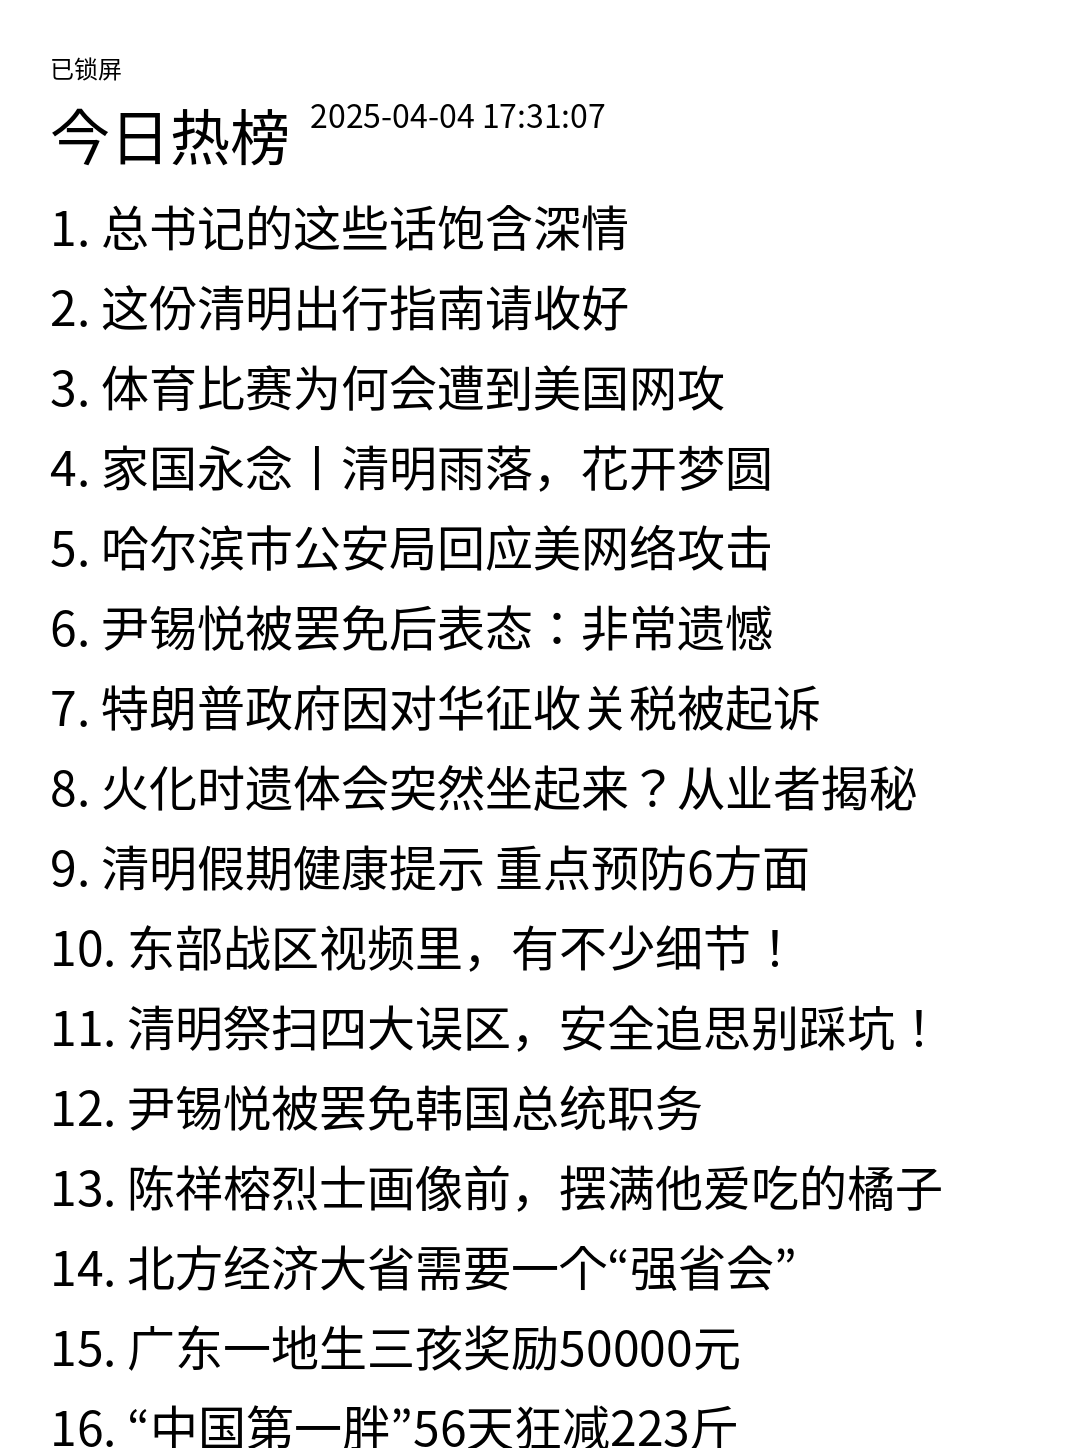 已锁屏
今日热榜 2025-04-04 17:31:07
1. 总书记的这些话饱含深情
2. 这份清明出行指南请收好
3. 体育比赛为何会遭到美国网攻
4. 家国永念丨清明雨落，花开梦圆
5. 哈尔滨市公安局回应美网络攻击
6. 尹锡悦被罢免后表态：非常遗憾
7. 特朗普政府因对华征收关税被起诉
8. 火化时遗体会突然坐起来？从业者揭秘
9. 清明假期健康提示 重点预防6方面
10. 东部战区视频里，有不少细节！
11. 清明祭扫四大误区，安全追思别踩坑！
12. 尹锡悦被罢免韩国总统职务
13. 陈祥榕烈士画像前，摆满他爱吃的橘子
14. 北方经济大省需要一个“强省会”
15. 广东一地生三孩奖励50000元
16. “中国第一胖”56天狂减223斤